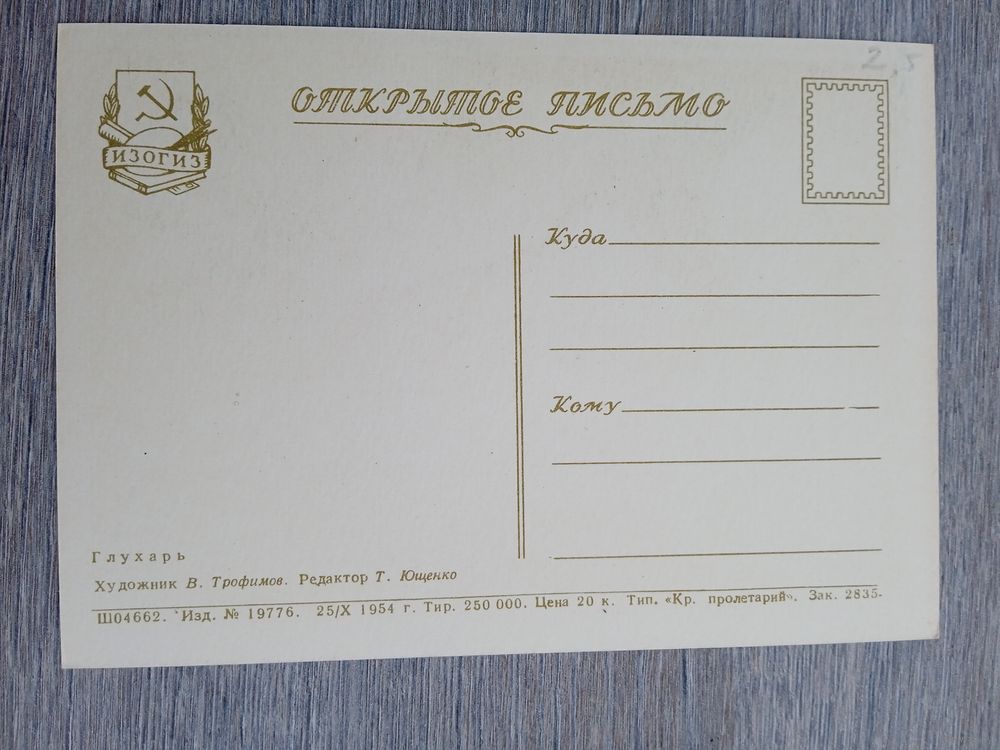 2,5
ОТКРЫТОЕ ПИСЬМО
ИЗОГИЗ
Куда
Кому
Глухарь
Художник В. Трофимов. Редактор Т. Ющенко
Ш04662. Изд. № 19776. 25/X 1954 г. Тир. 250 000. Цена 20 к. Тип. «Кр. пролетарий». Зак. 2835.